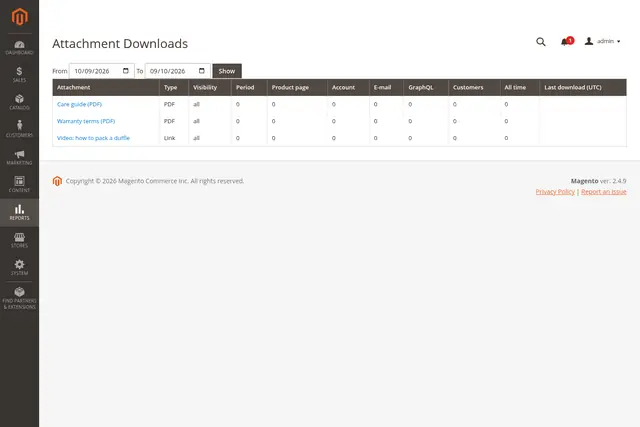 Attachment Downloads
1
admin
From 10/09/2026 To 09/10/2026 Show
Attachment Type Visibility Period Product page Account E-mail GraphQL Customers All time Last download (UTC)
Care guide (PDF) PDF all 0 0 0 0 0 0 0
Warranty terms (PDF) PDF all 0 0 0 0 0 0 0
Video: how to pack a duffle Link all 0 0 0 0 0 0 0
DASHBOARD
SALES
CATALOG
CUSTOMERS
MARKETING
CONTENT
REPORTS
STORES
SYSTEM
FIND PARTNERS
& EXTENSIONS
Copyright © 2026 Magento Commerce Inc. All rights reserved.
Magento ver. 2.4.9
Privacy Policy | Report an Issue